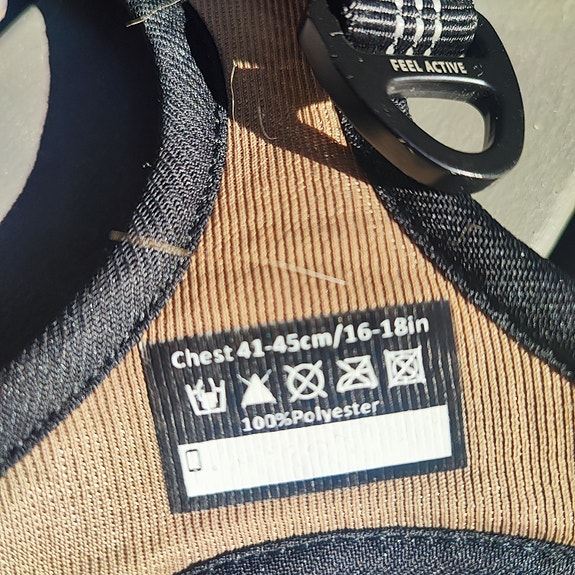 FEEL ACTIVE
Chest 41-45cm/16-18in
100%Polyester